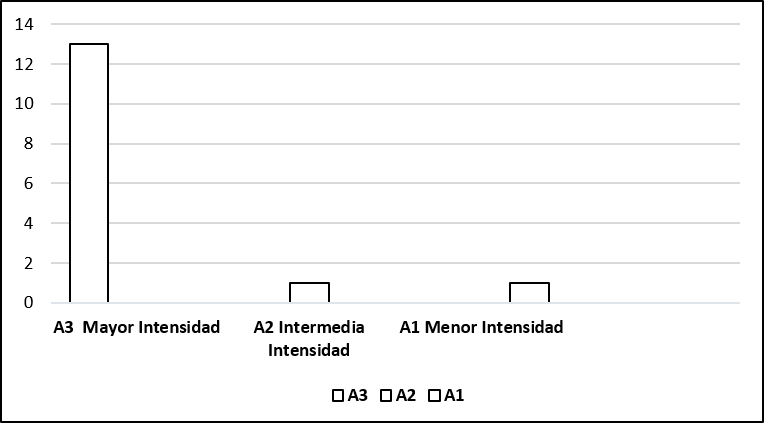 14
12
10
8
6
4
2
0
A3  Mayor Intensidad
A2 Intermedia
Intensidad
A1 Menor Intensidad
A3 A2 A1